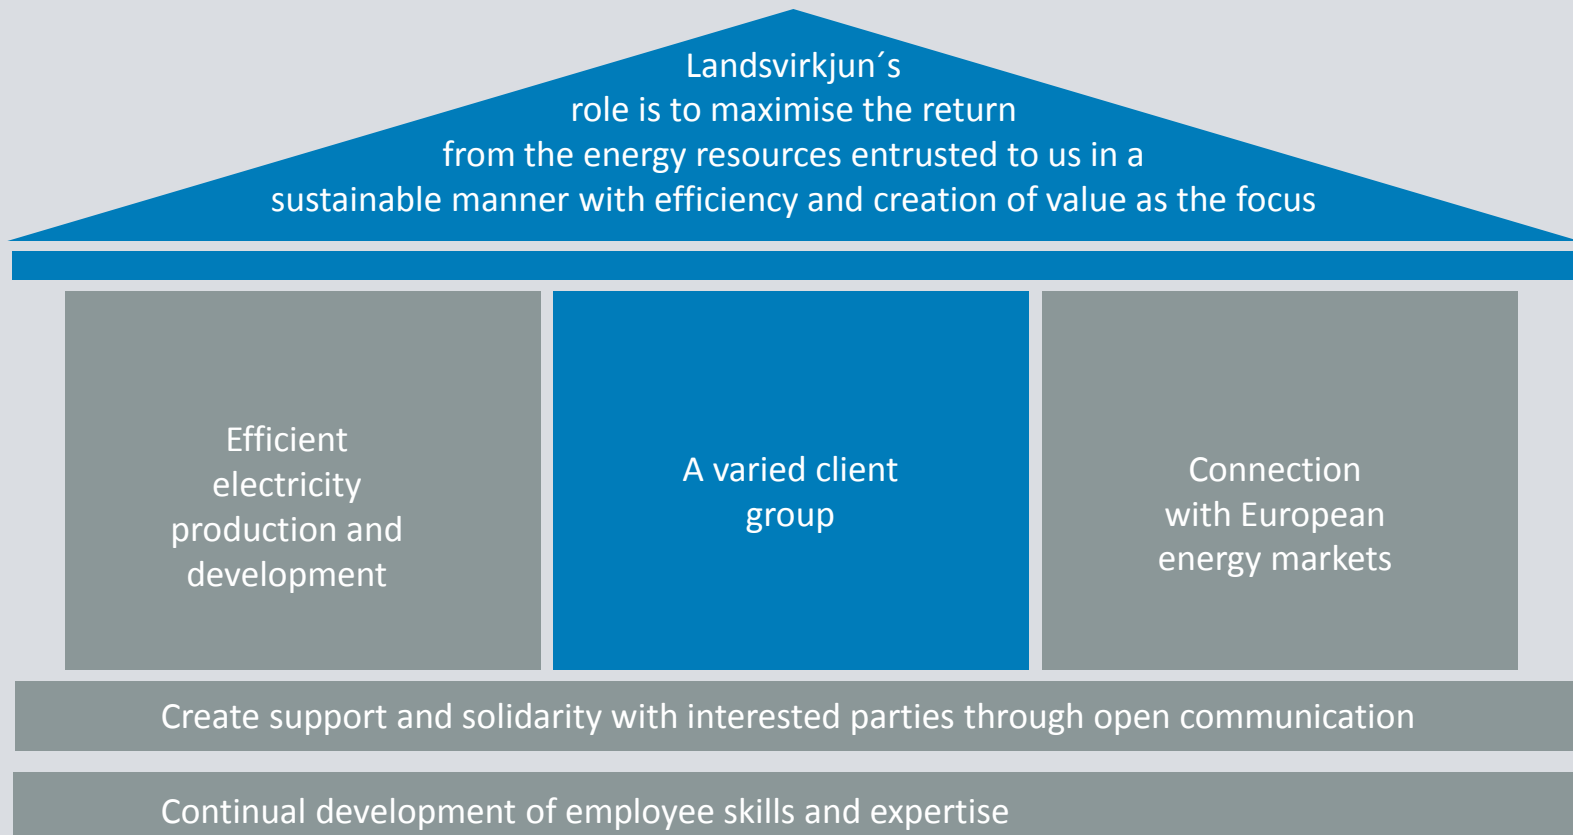 Landsvirkjun´s
role is to maximise the return
from the energy resources entrusted to us in a
sustainable manner with efficiency and creation of value as the focus
Efficient
electricity
production and
development
A varied client
group
Connection
with European
energy markets
Create support and solidarity with interested parties through open communication
Continual development of employee skills and expertise